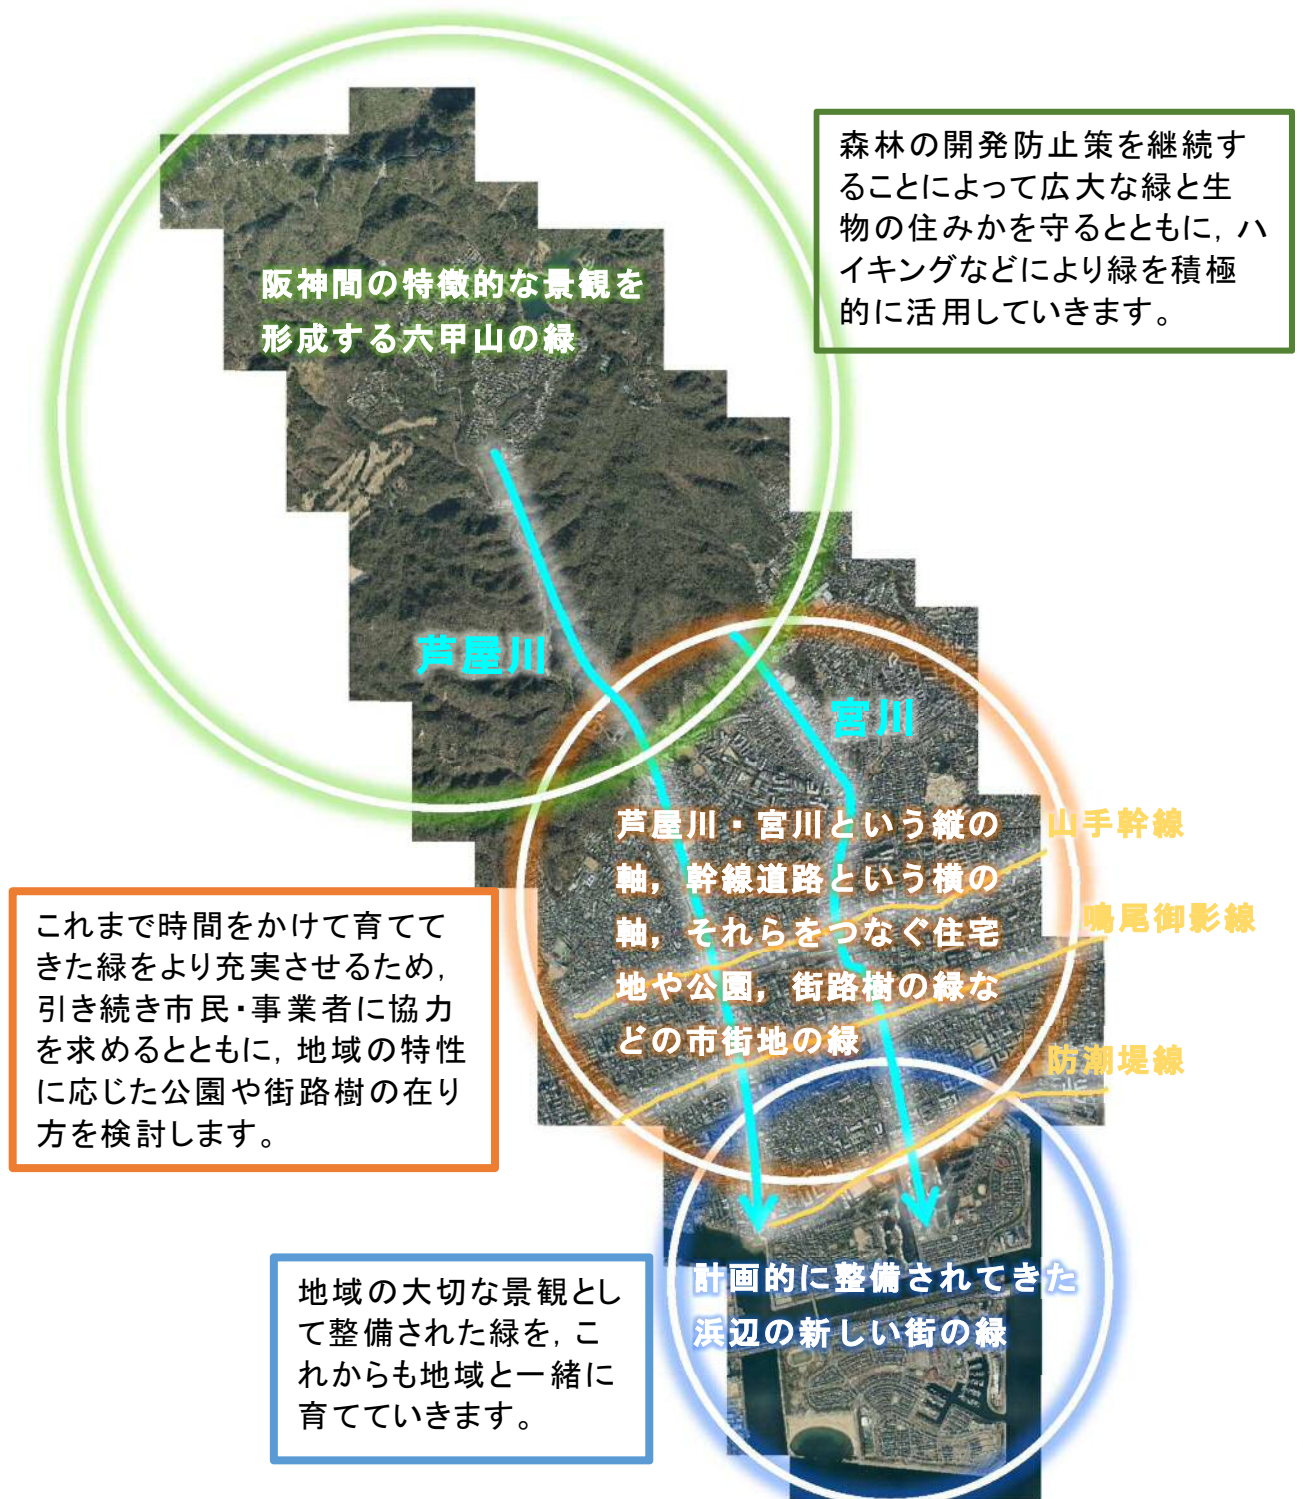 森林の開発防止策を継続す
ることによって広大な緑と生
物の住みかを守るとともに，ハ
イキングなどにより緑を積極
的に活用していきます。
阪神間の特徴的な景観を
形成する六甲山の緑
芦屋川
宮川
芦屋川・宮川という縦の
軸，幹線道路という横の
軸，それらをつなぐ住宅
地や公園，街路樹の緑な
どの市街地の緑
山手幹線
鳴尾御影線
防潮堤線
これまで時間をかけて育てて
きた緑をより充実させるため，
引き続き市民・事業者に協力
を求めるとともに，地域の特性
に応じた公園や街路樹の在り
方を検討します。
計画的に整備されてきた
浜辺の新しい街の緑
地域の大切な景観とし
て整備された緑を，こ
れからも地域と一緒に
育てていきます。